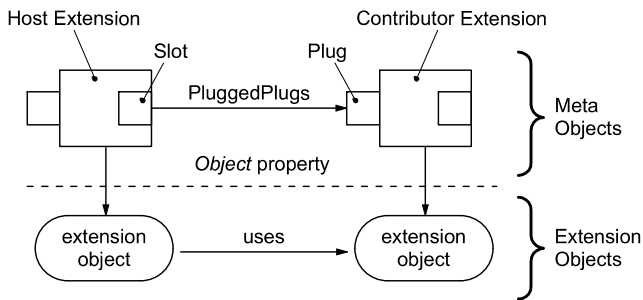 Host Extension
Contributor Extension
Slot
Plug
PluggedPlugs
Meta
Objects
Object property
extension
object
uses
extension
object
Extension
Objects